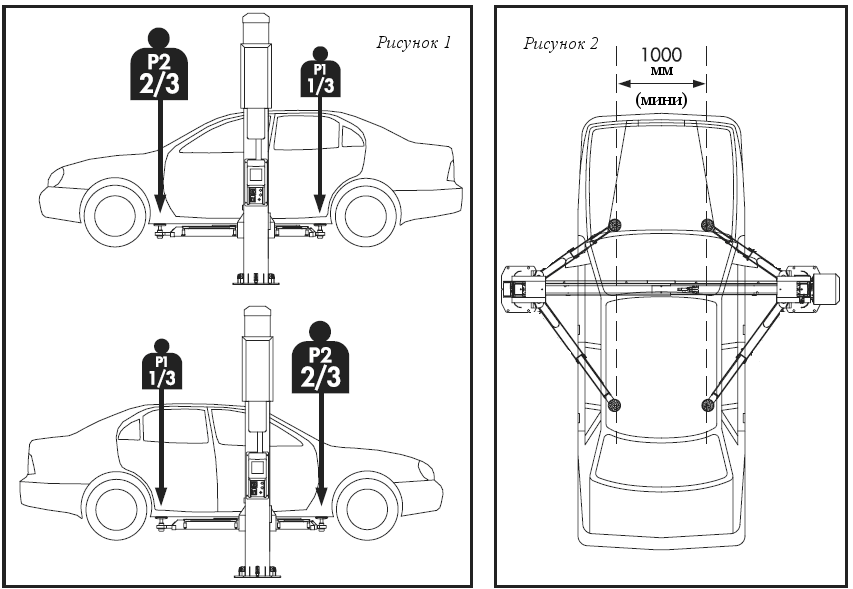 Рисунок 1
P2
2/3
P1
1/3
P1
1/3
P2
2/3
Рисунок 2
1000
мм
(мини)